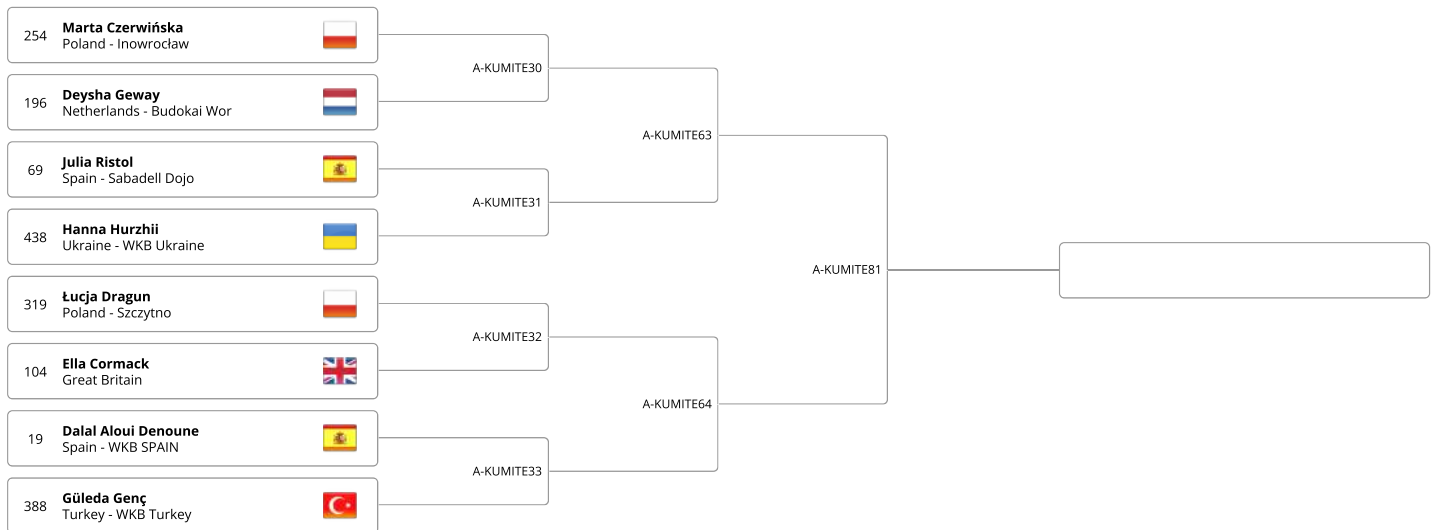 254
Marta Czerwińska
Poland - Inowrocław
A-KUMITE30
196
Deysha Geway
Netherlands - Budokai Wor
A-KUMITE63
69
Julia Ristol
Spain - Sabadell Dojo
A-KUMITE31
438
Hanna Hurzhii
Ukraine - WKB Ukraine
A-KUMITE81
319
Łucja Dragun
Poland - Szczytno
A-KUMITE32
104
Ella Cormack
Great Britain
A-KUMITE64
19
Dalal Aloui Denoune
Spain - WKB SPAIN
A-KUMITE33
388
Güleda Genç
Turkey - WKB Turkey